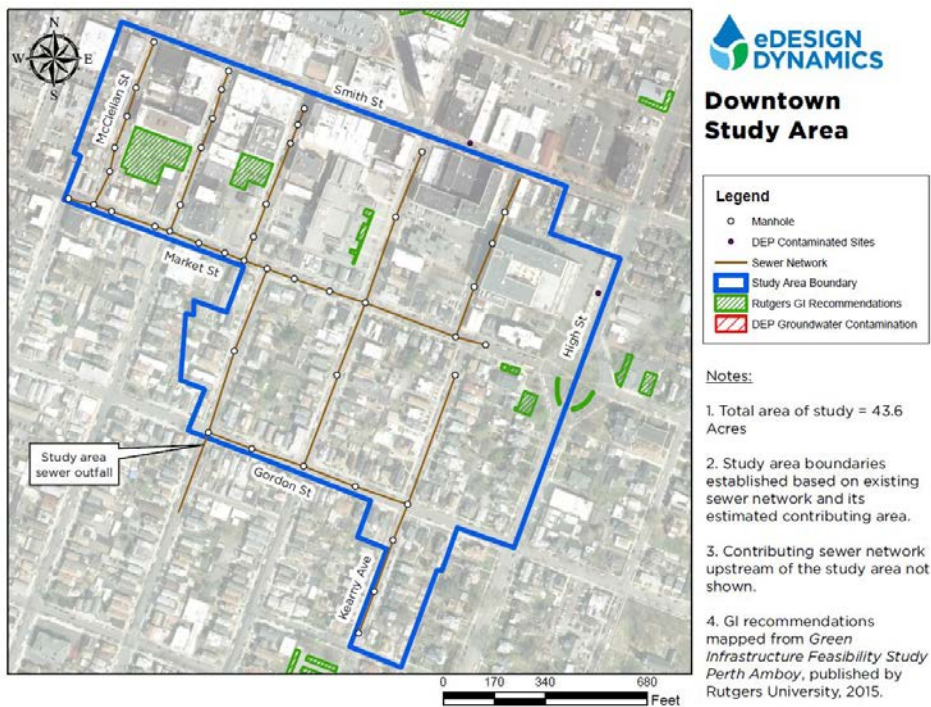 N
W E
S
McClellan St
Smith St
Market St
High St
Study area
sewer outfall
Gordon St
Kearny Ave
0 170 340 680
Feet
eDESIGN
DYNAMICS
Downtown
Study Area
Legend
Manhole
DEP Contaminated Sites
Sewer Network
Study Area Boundary
Rutgers GI Recommendations
DEP Groundwater Contamination
Notes:
1. Total area of study = 43.6
Acres
2. Study area boundaries
established based on existing
sewer network and its
estimated contributing area.
3. Contributing sewer network
upstream of the study area not
shown.
4. GI recommendations
mapped from Green
Infrastructure Feasibility Study
Perth Amboy, published by
Rutgers University, 2015.